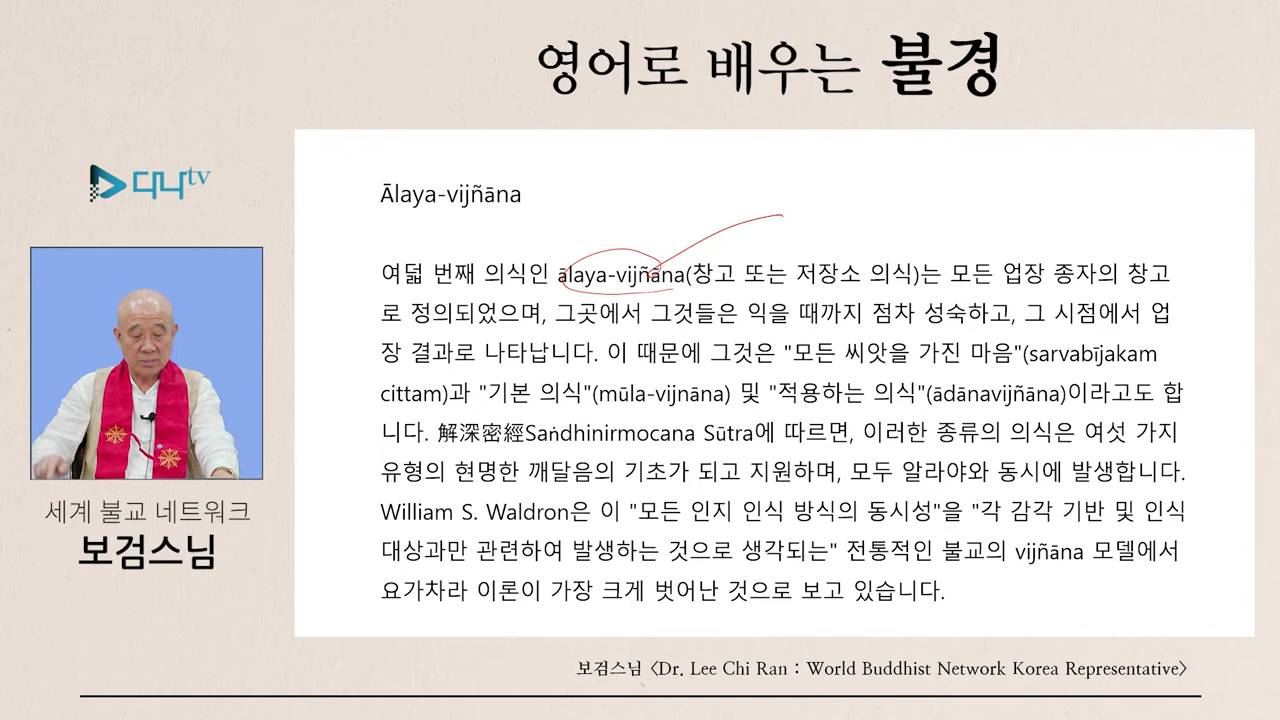 영어로 배우는 불경
디나tv
Ālaya-vijñāna
여덟 번째 의식인 ālaya-vijñāna(창고 또는 저장소 의식)는 모든 업장 종자의 창고
로 정의되었으며, 그곳에서 그것들은 익을 때까지 점차 성숙하고, 그 시점에서 업
장 결과로 나타납니다. 이 때문에 그것은 "모든 씨앗을 가진 마음"(sarvabījakam
cittam)과 "기본 의식"(mūla-vijnāna) 및 "적용하는 의식"(ādānavijñāna)이라고도 합
니다. 解深密經Saṅdhinirmocana Sūtra에 따르면, 이러한 종류의 의식은 여섯 가지
유형의 현명한 깨달음의 기초가 되고 지원하며, 모두 알라야와 동시에 발생합니다.
William S. Waldron은 이 "모든 인지 인식 방식의 동시성"을 "각 감각 기반 및 인식
대상과만 관련하여 발생하는 것으로 생각되는" 전통적인 불교의 vijñāna 모델에서
요가차라 이론이 가장 크게 벗어난 것으로 보고 있습니다.
세계 불교 네트워크
보검스님
보검스님 〈Dr. Lee Chi Ran : World Buddhist Network Korea Representative〉